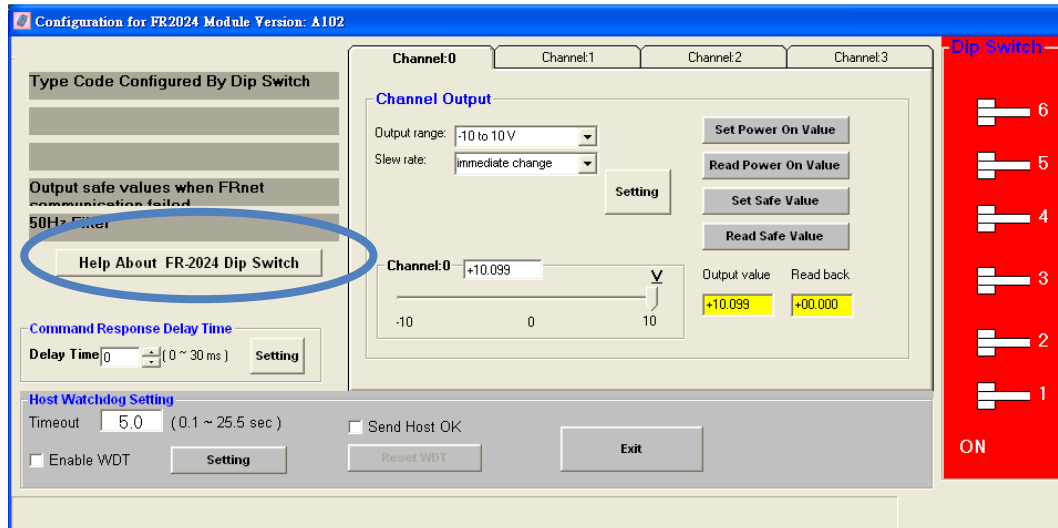 Configuration for FR2024 Module Version: A102
Type Code Configured By Dip Switch
Output safe values when FRnet
communication failed
50Hz Filter
Help About FR-2024 Dip Switch
Command Response Delay Time
Delay Time 0 ( 0 ~ 30 ms ) Setting
Channel:0 Channel:1 Channel:2 Channel:3
Channel Output
Output range: -10 to 10 V
Slew rate: immediate change
Setting
Set Power On Value
Read Power On Value
Set Safe Value
Read Safe Value
Channel:0 +10.099
V
-10 0 10
Output value Read back
+10.099 +00.000
Host Watchdog Setting
Timeout 5.0 ( 0.1 ~ 25.5 sec )
Enable WDT Setting
Send Host OK
Reset WDT
Exit
Dip Switch
6
5
4
3
2
1
ON